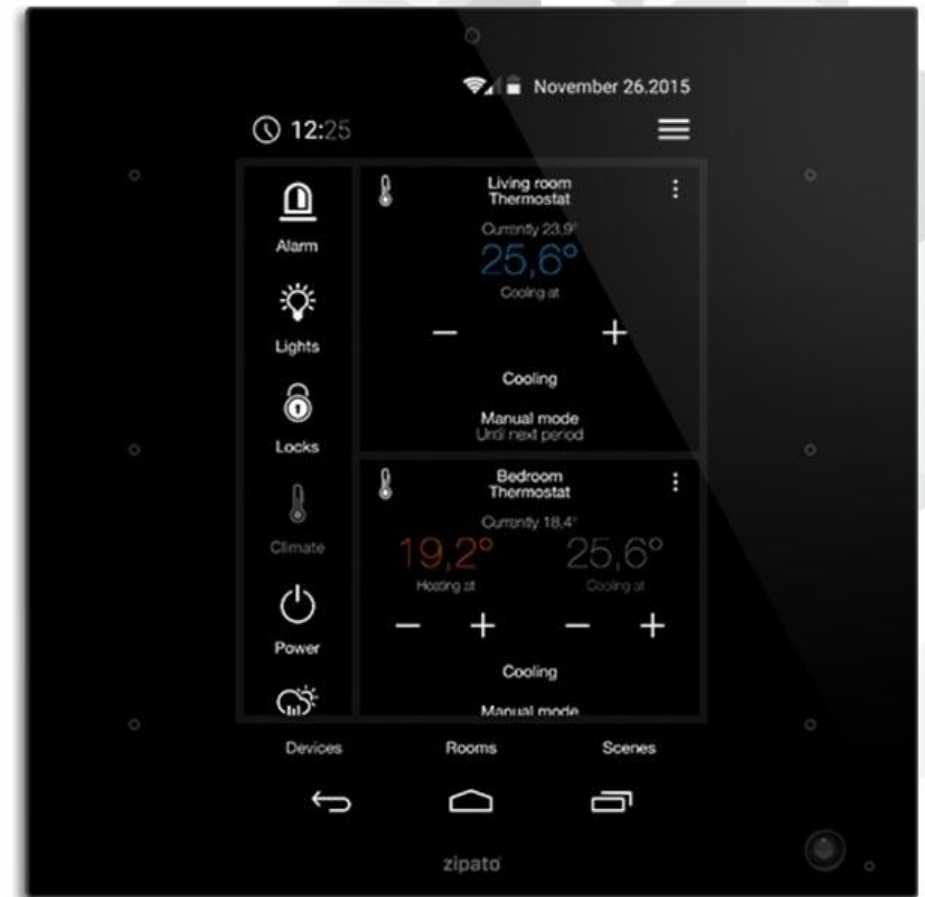 November 26.2015
12:25
Alarm
Lights
Locks
Climate
Power
Living room
Thermostat
Currently 23,9°
25,6°
Cooling at
− +
Cooling
Manual mode
Until next period
Bedroom
Thermostat
Currently 18,4°
19,2° 25,6°
Heating at Cooling at
− + − +
Cooling
Manual mode
Devices Rooms Scenes
zipato